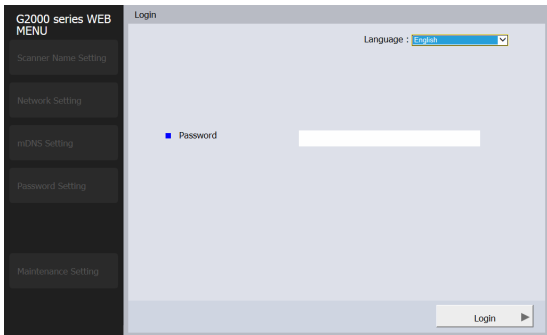 G2000 series WEB
MENU
Scanner Name Setting
Network Setting
mDNS Setting
Password Setting
Maintenance Setting
Login
Language : English
Password
Login